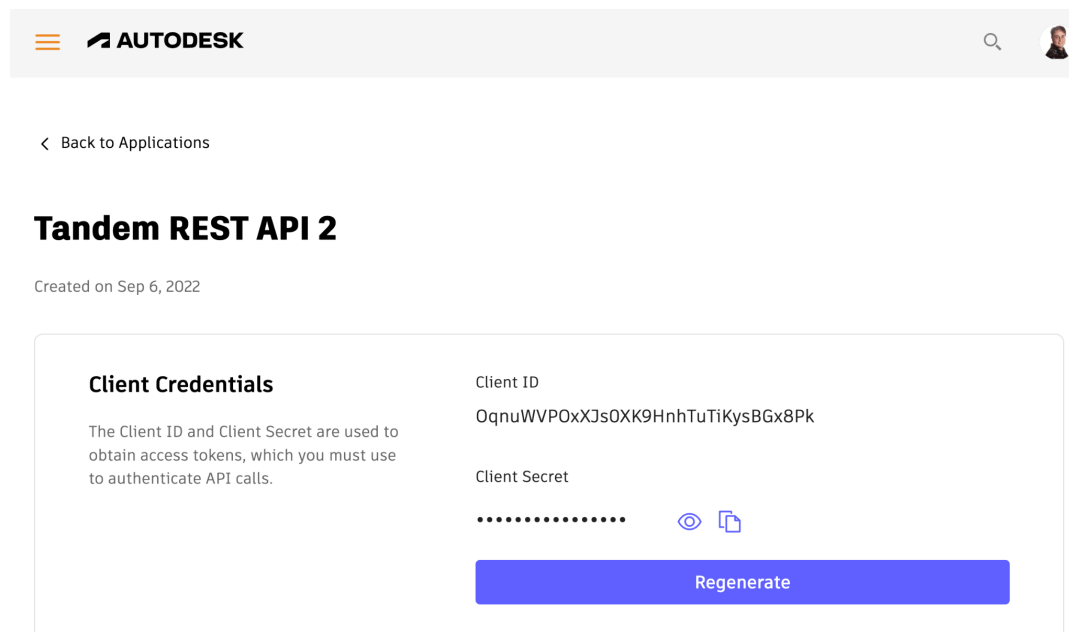 AUTODESK
Back to Applications
Tandem REST API 2
Created on Sep 6, 2022
Client Credentials
The Client ID and Client Secret are used to
obtain access tokens, which you must use
to authenticate API calls.
Client ID
OqnuWVPOxXJs0XK9HnhTuTiKysBGx8Pk
Client Secret
••••••••••••••••
Regenerate